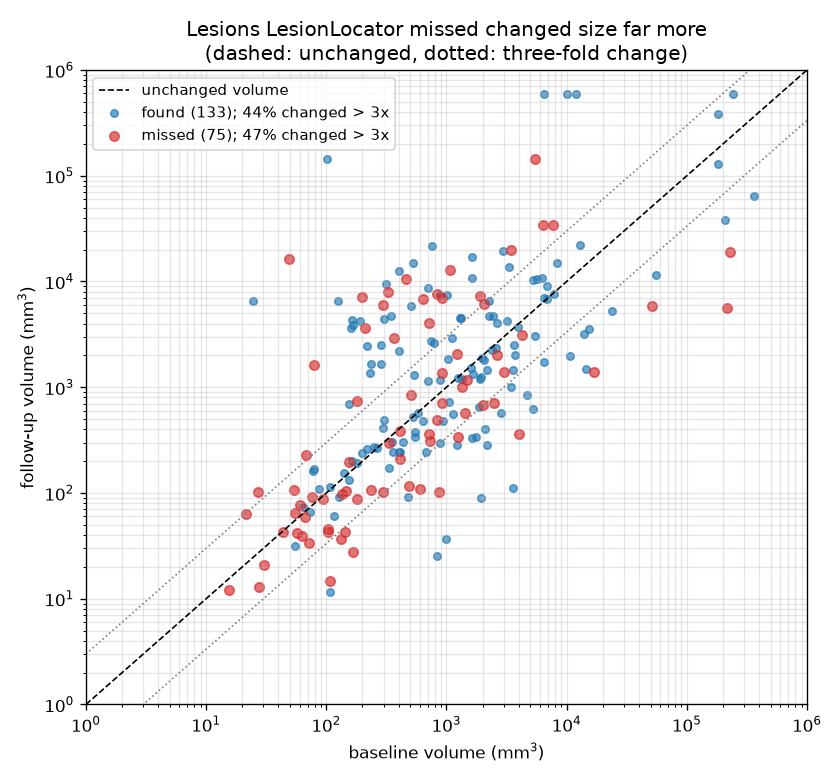 Lesions LesionLocator missed changed size far more
(dashed: unchanged, dotted: three-fold change)
unchanged volume
found (133); 44% changed > 3x
missed (75); 47% changed > 3x
10⁶
10⁵
10⁴
10³
10²
10¹
10⁰
follow-up volume (mm³)
10⁰ 10¹ 10² 10³ 10⁴ 10⁵ 10⁶
baseline volume (mm³)